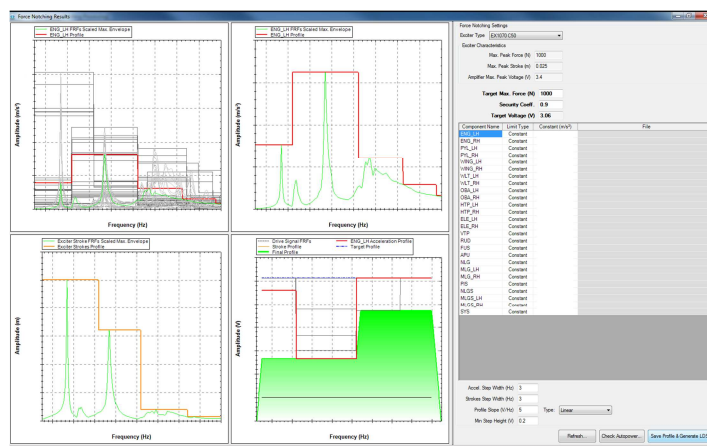 Force Notching Results
ENG_LH FRFs Scaled Max. Envelope
ENG_LH Profile
Amplitude (m/s²)
Frequency (Hz)
ENG_LH FRFs Scaled Max. Envelope
ENG_LH Profile
Amplitude (m/s²)
Frequency (Hz)
Exciter Stroke FRFs Scaled Max. Envelope
Exciter Strokes Profile
Amplitude (m)
Frequency (Hz)
Drive Signal FRFs
Stroke Profile
Final Profile
ENG_LH Acceleration Profile
Target Profile
Amplitude (V)
Frequency (Hz)
Force Notching Settings
Exciter Type EX1070.C50
Exciter Characteristics
Max. Peak Force (N) 1000
Max. Peak Stroke (m) 0.025
Amplifier Max. Peak Voltage (V) 3.4
Target Max. Force (N) 1000
Security Coeff. 0.9
Target Voltage (V) 3.06
Component Name Limit Type Constant (m/s²) File
ENG_LH Constant
ENG_RH Constant
PYL_LH Constant
PYL_RH Constant
WING_LH Constant
WING_RH Constant
WLT_LH Constant
WLT_RH Constant
OBA_LH Constant
OBA_RH Constant
HTP_LH Constant
HTP_RH Constant
ELE_LH Constant
ELE_RH Constant
VTP Constant
RUD Constant
FUS Constant
APU Constant
NLG Constant
MLG_LH Constant
MLG_RH Constant
PIS Constant
NLGS Constant
MLGS_LH Constant
MLGS_RH Constant
SYS Constant
Accel. Step Width (Hz) 3
Strokes Step Width (Hz) 3
Profile Slope (V/Hz) 5 Type: Linear
Min Step Height (V) 0.2
Refresh... Check Autopower... Save Profile & Generate LDS